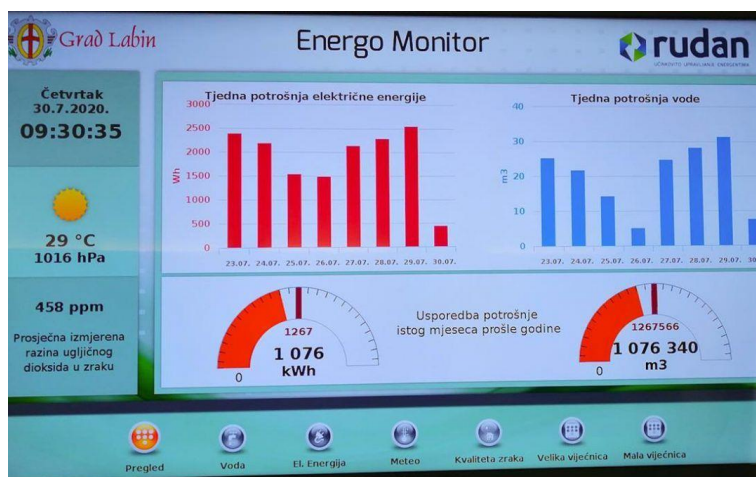 Grad Labin
Energo Monitor
rudan
UČINKOVITO UPRAVLJANJE ENERGENTIMA
Četvrtak
30.7.2020.
09:30:35
29 °C
1016 hPa
458 ppm
Prosječna izmjerena
razina ugljičnog
dioksida u zraku
Tjedna potrošnja električne energije
3000
2500
2000
1500
1000
500
0
Wh
23.07. 24.07. 25.07. 26.07. 27.07. 28.07. 29.07. 30.07.
Tjedna potrošnja vode
40
30
20
10
0
m3
23.07. 24.07. 25.07. 26.07. 27.07. 28.07. 29.07. 30
1267
1 076
kWh
0
Usporedba potrošnje
istog mjeseca prošle godine
1267566
1 076 340
m3
0
Pregled
Voda
El. Energija
Meteo
Kvaliteta zraka
Velika vijećnica
Mala vijećnica